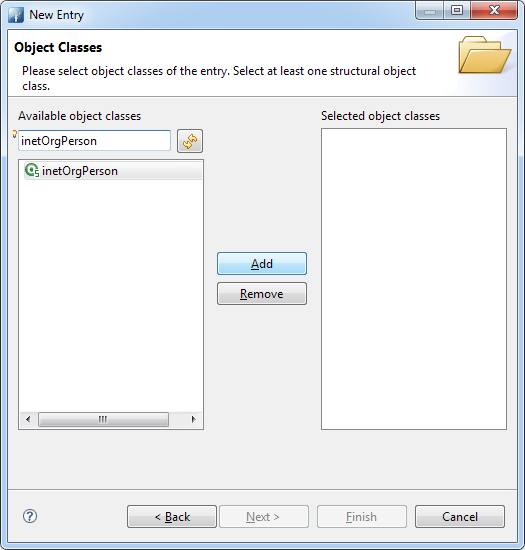 New Entry
Object Classes
Please select object classes of the entry. Select at least one structural object
class.
Available object classes
Selected object classes
inetOrgPerson
inetOrgPerson
Add
Remove
< Back
Next >
Finish
Cancel